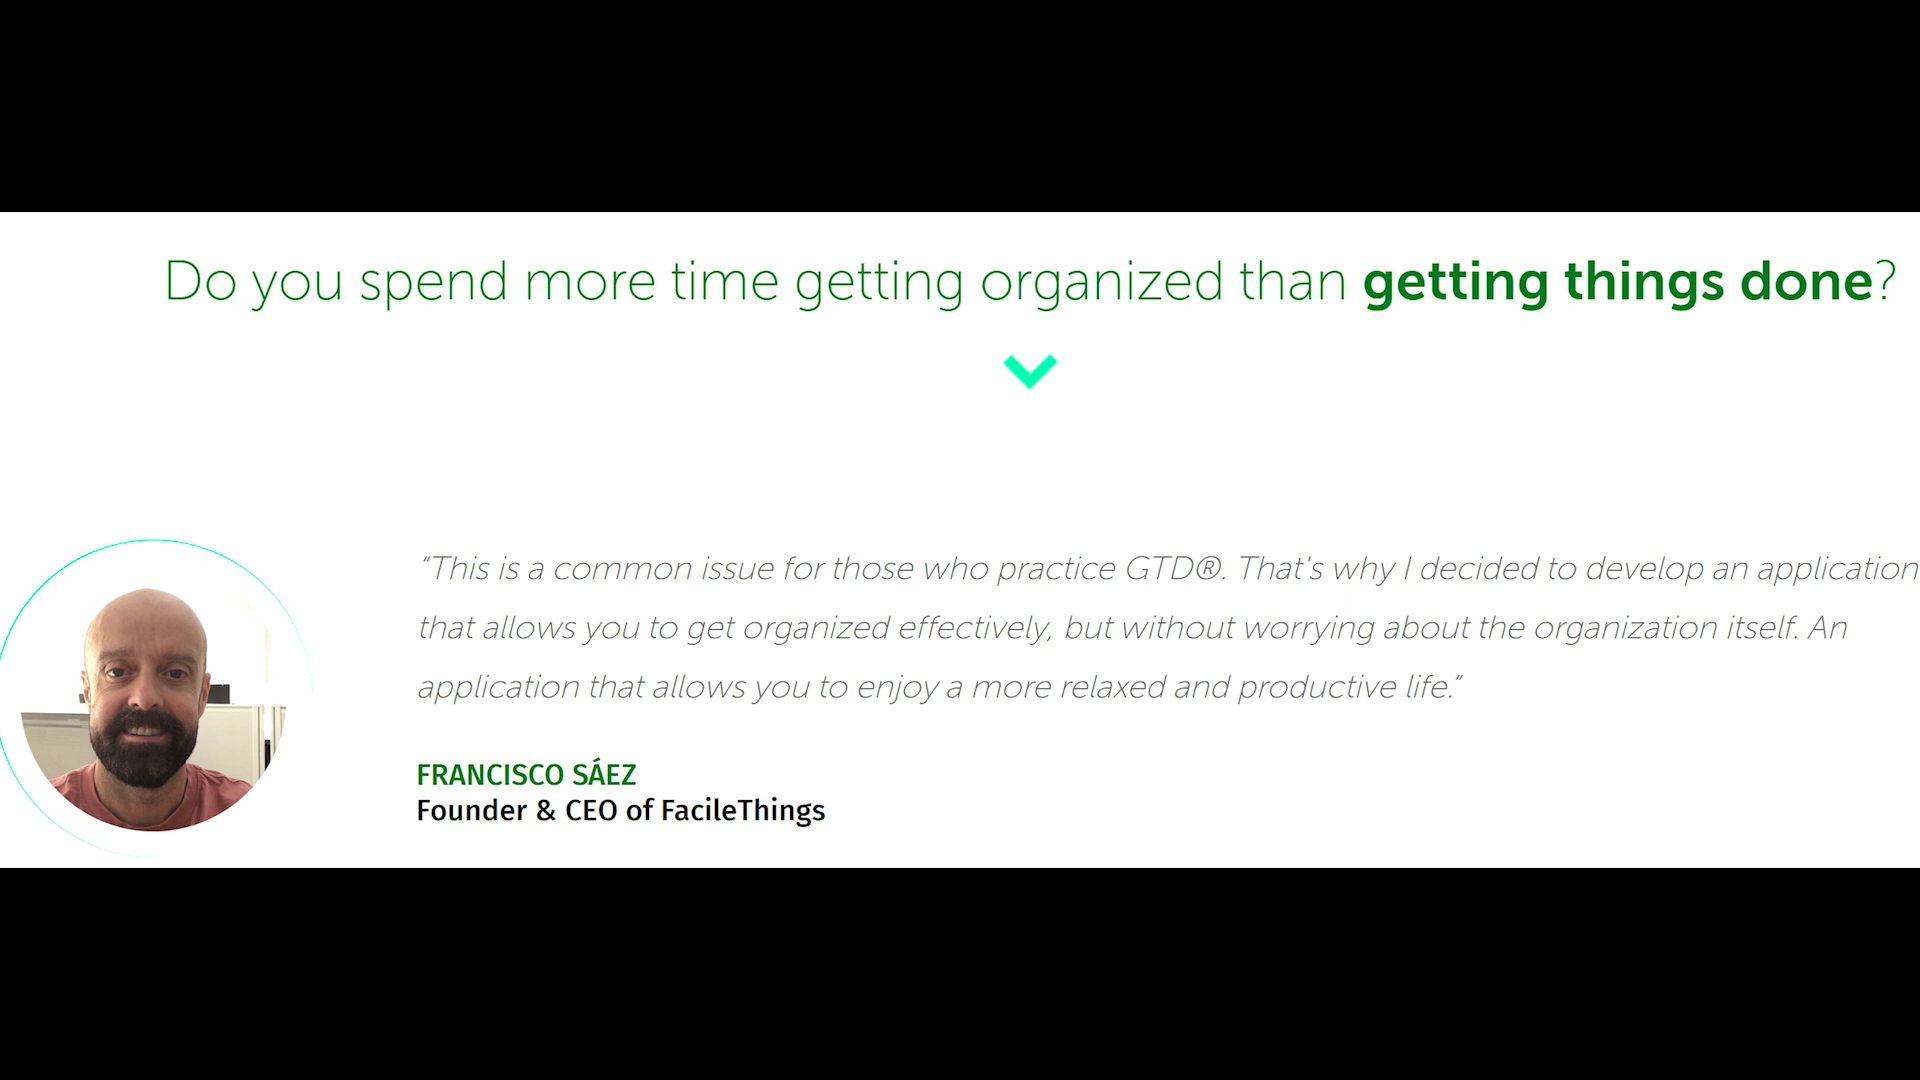 Do you spend more time getting organized than getting things done?
“This is a common issue for those who practice GTD®. That's why I decided to develop an application
that allows you to get organized effectively, but without worrying about the organization itself. An
application that allows you to enjoy a more relaxed and productive life.”
FRANCISCO SÁEZ
Founder & CEO of FacileThings